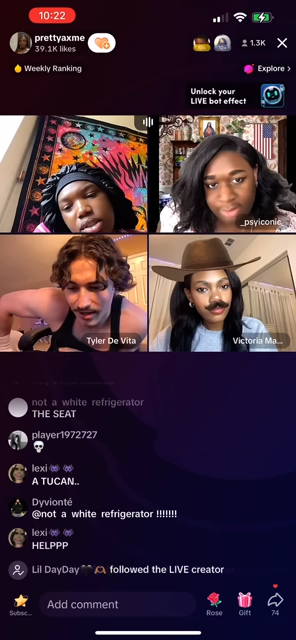 10:22
prettyaxme
39.1K likes
1.3K
Weekly Ranking
Explore >
Unlock your
LIVE bot effect
_psyiconic_
Tyler De Vita
Victoria Ma...
not a white refrigerator
THE SEAT
player1972727
💀
lexi👾👾
A TUCAN..
Dyvionté
@not a white refrigerator !!!!!!!
lexi👾👾
HELPPP
Lil DayDay🖤🫶🏾 followed the LIVE creator
Subsc...
Add comment
Rose
Gift
74